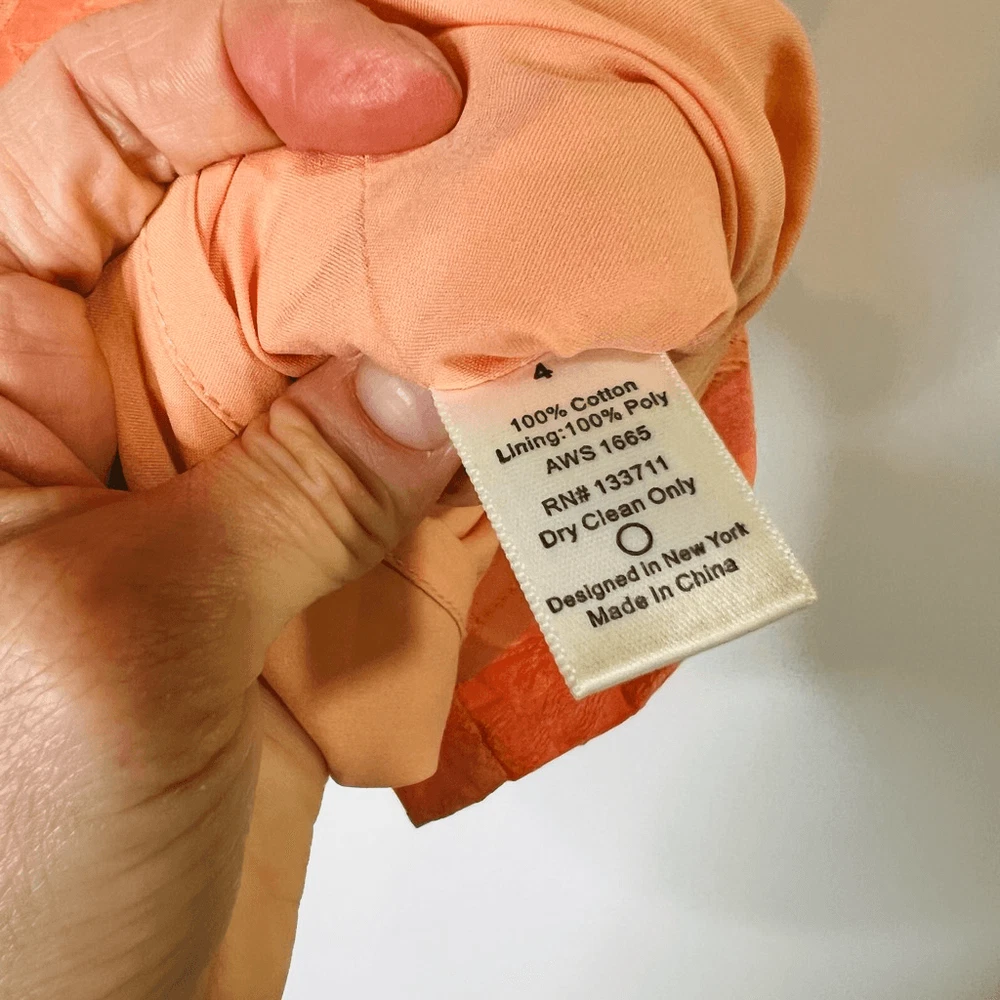 4
100% Cotton
Lining:100% Poly
AWS 1665
RN# 133711
Dry Clean Only
Designed in New York
Made in China